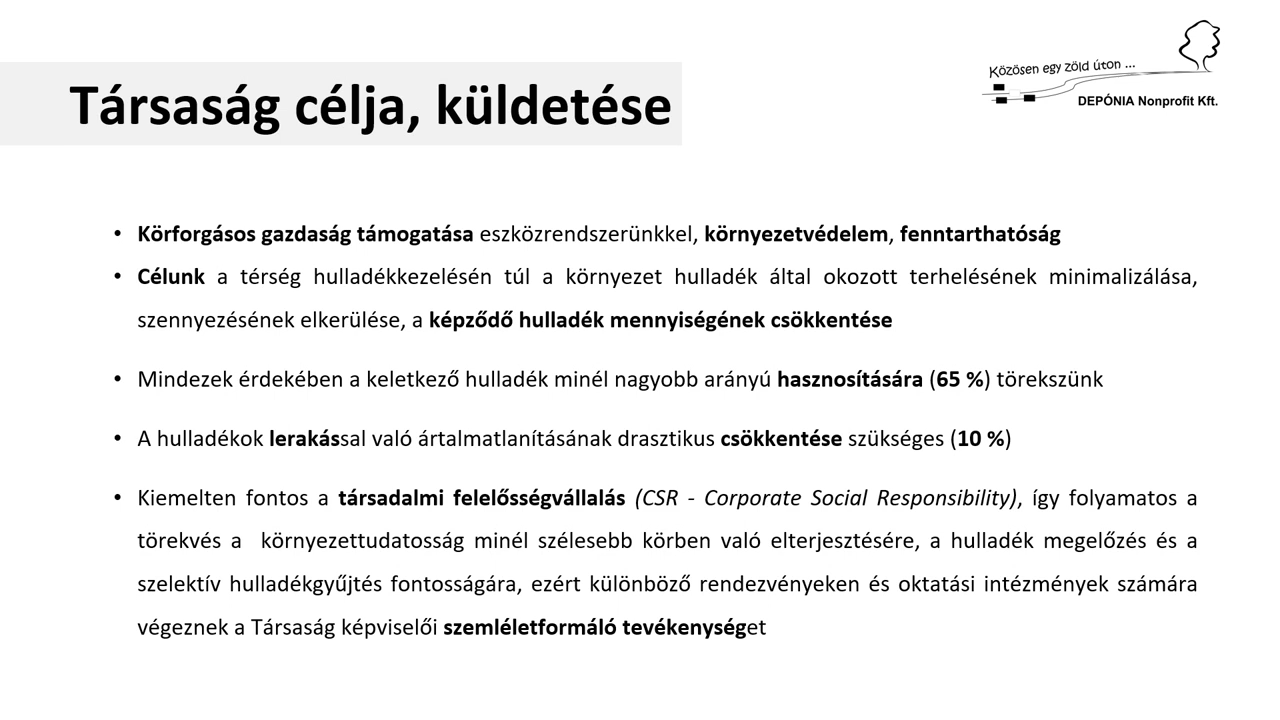 Közösen egy zöld úton ...
DEPÓNIA Nonprofit Kft.
Társaság célja, küldetése
• Körforgásos gazdaság támogatása eszközrendszerünkkel, környezetvédelem, fenntarthatóság
• Célunk a térség hulladékkezelésén túl a környezet hulladék által okozott terhelésének minimalizálása,
szennyezésének elkerülése, a képződő hulladék mennyiségének csökkentése
• Mindezek érdekében a keletkező hulladék minél nagyobb arányú hasznosítására (65 %) törekszünk
• A hulladékok lerakással való ártalmatlanításának drasztikus csökkentése szükséges (10 %)
• Kiemelten fontos a társadalmi felelősségvállalás (CSR - Corporate Social Responsibility), így folyamatos a
törekvés a környezettudatosság minél szélesebb körben való elterjesztésére, a hulladék megelőzés és a
szelektív hulladékgyűjtés fontosságára, ezért különböző rendezvényeken és oktatási intézmények számára
végeznek a Társaság képviselői szemléletformáló tevékenységet